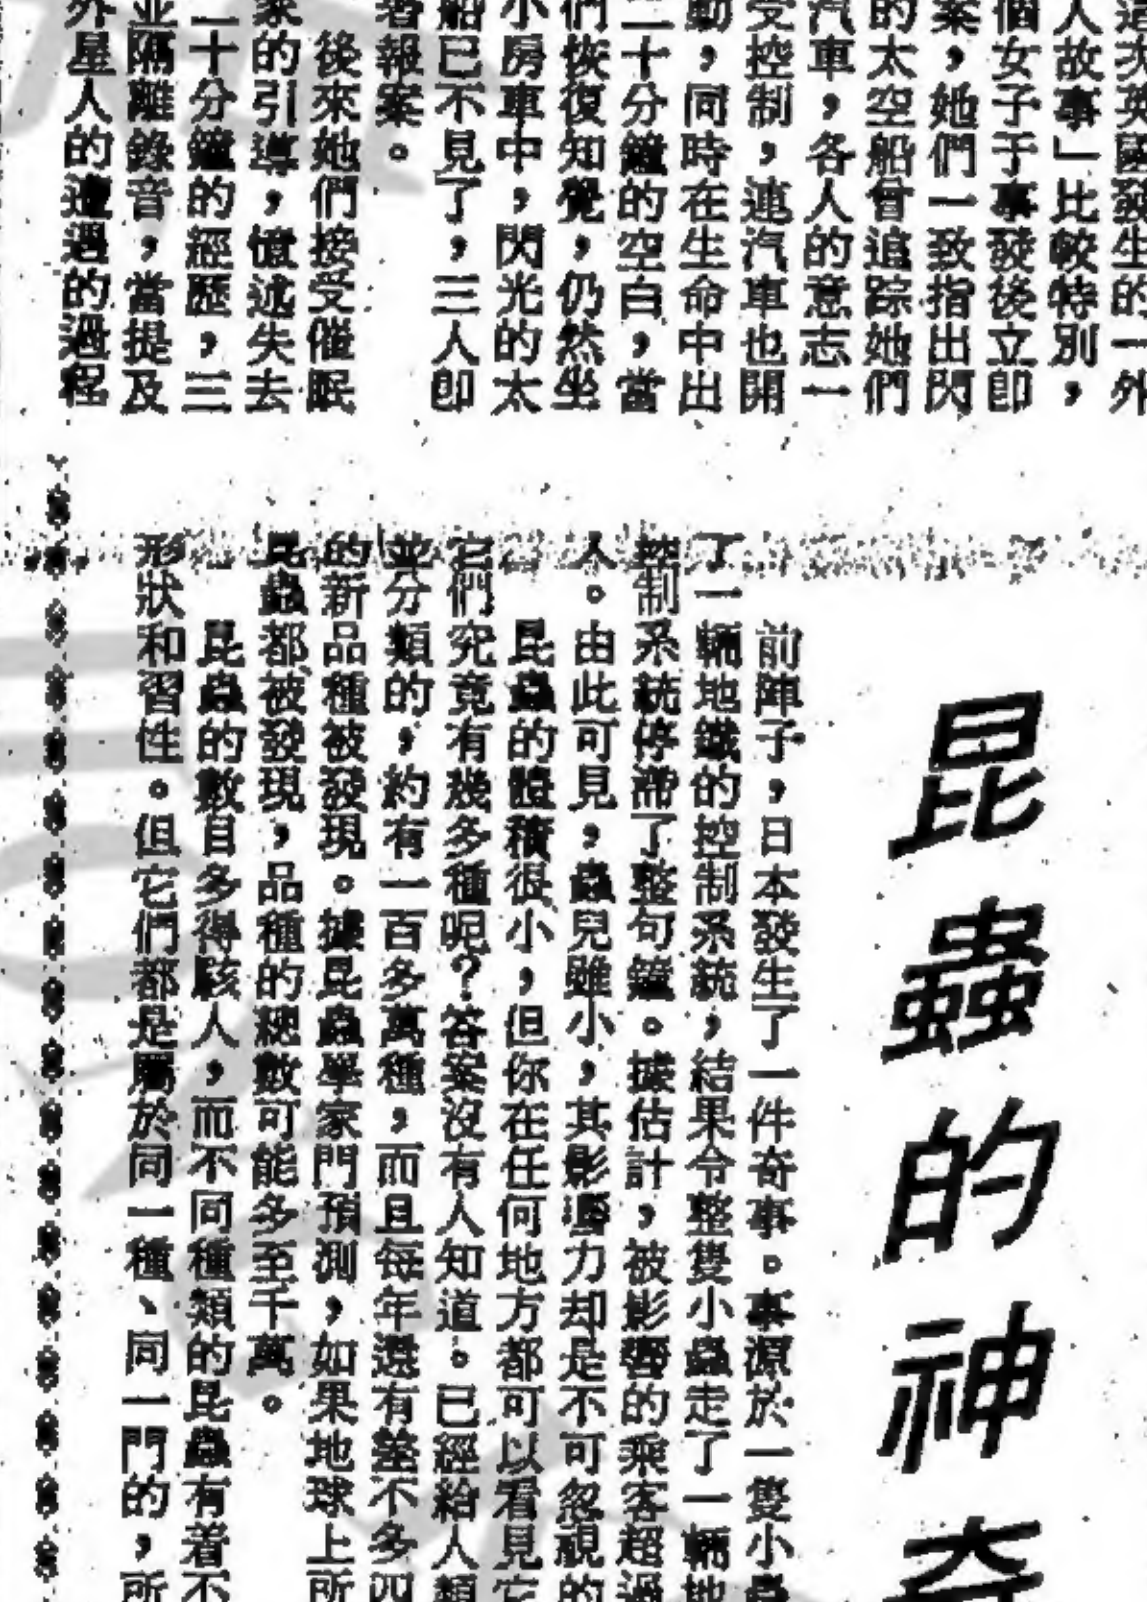 這次英國發生的一外
人故事」比較特別，
個女子于事發後立即
案，她們一致指出閃
的太空船曾追踪她們
汽車，各人的意志一
受控制，連汽車也開
動，同時在生命中出
二十分鐘的空白，當
們恢復知覺，仍然坐
小房車中，閃光的太
船已不見了，三人即
著報案。
後來她們接受催眠
家的引導，憶述失去
二十分鐘的經歷，三
並隔離錄音，當提及
外星人的遭遇的過程
昆蟲的神奇
前陣子，日本發生了一件奇事。事源於一隻小蟲
了一輛地鐵的控制系統，結果令整隻小蟲走了一輛地
控制系統停滯了整句鐘。據估計，被影響的乘客超過
人。由此可見，蟲兒雖小，其影響力却是不可忽視的
昆蟲的體積很小，但你在任何地方都可以看見它
它們究竟有幾多種呢？答案沒有人知道。已經給人類
並分類的，約有一百多萬種，而且每年還有差不多四
的新品種被發現。據昆蟲學家門預測，如果地球上所
昆蟲都被發現，品種的總數可能多至千萬。
昆蟲的數目多得駭人，而不同種類的昆蟲有着不
形狀和習性。但它們都是屬於同一種、同一門的，所